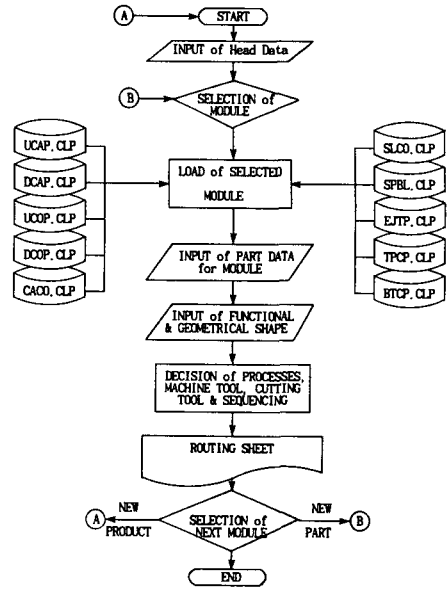 A
START
INPUT of Head Data
B
SELECTION of
MODULE
UCAP.CLP
DCAP.CLP
UCOP.CLP
DCOP.CLP
CACO.CLP
LOAD OF SELECTED
MODULE
SLCO.CLP
SPBL.CLP
EJTP.CLP
TPCP.CLP
BTCP.CLP
INPUT of PART DATA
for MODULE
INPUT of FUNCTIONAL
& GEOMETRICAL SHAPE
DECISION of PROCESSES,
MACHINE TOOL, CUTTING
TOOL & SEQUENCING
ROUTING SHEET
A
NEW
PRODUCT
SELECTION of
NEXT MODULE
NEW
PART
B
END